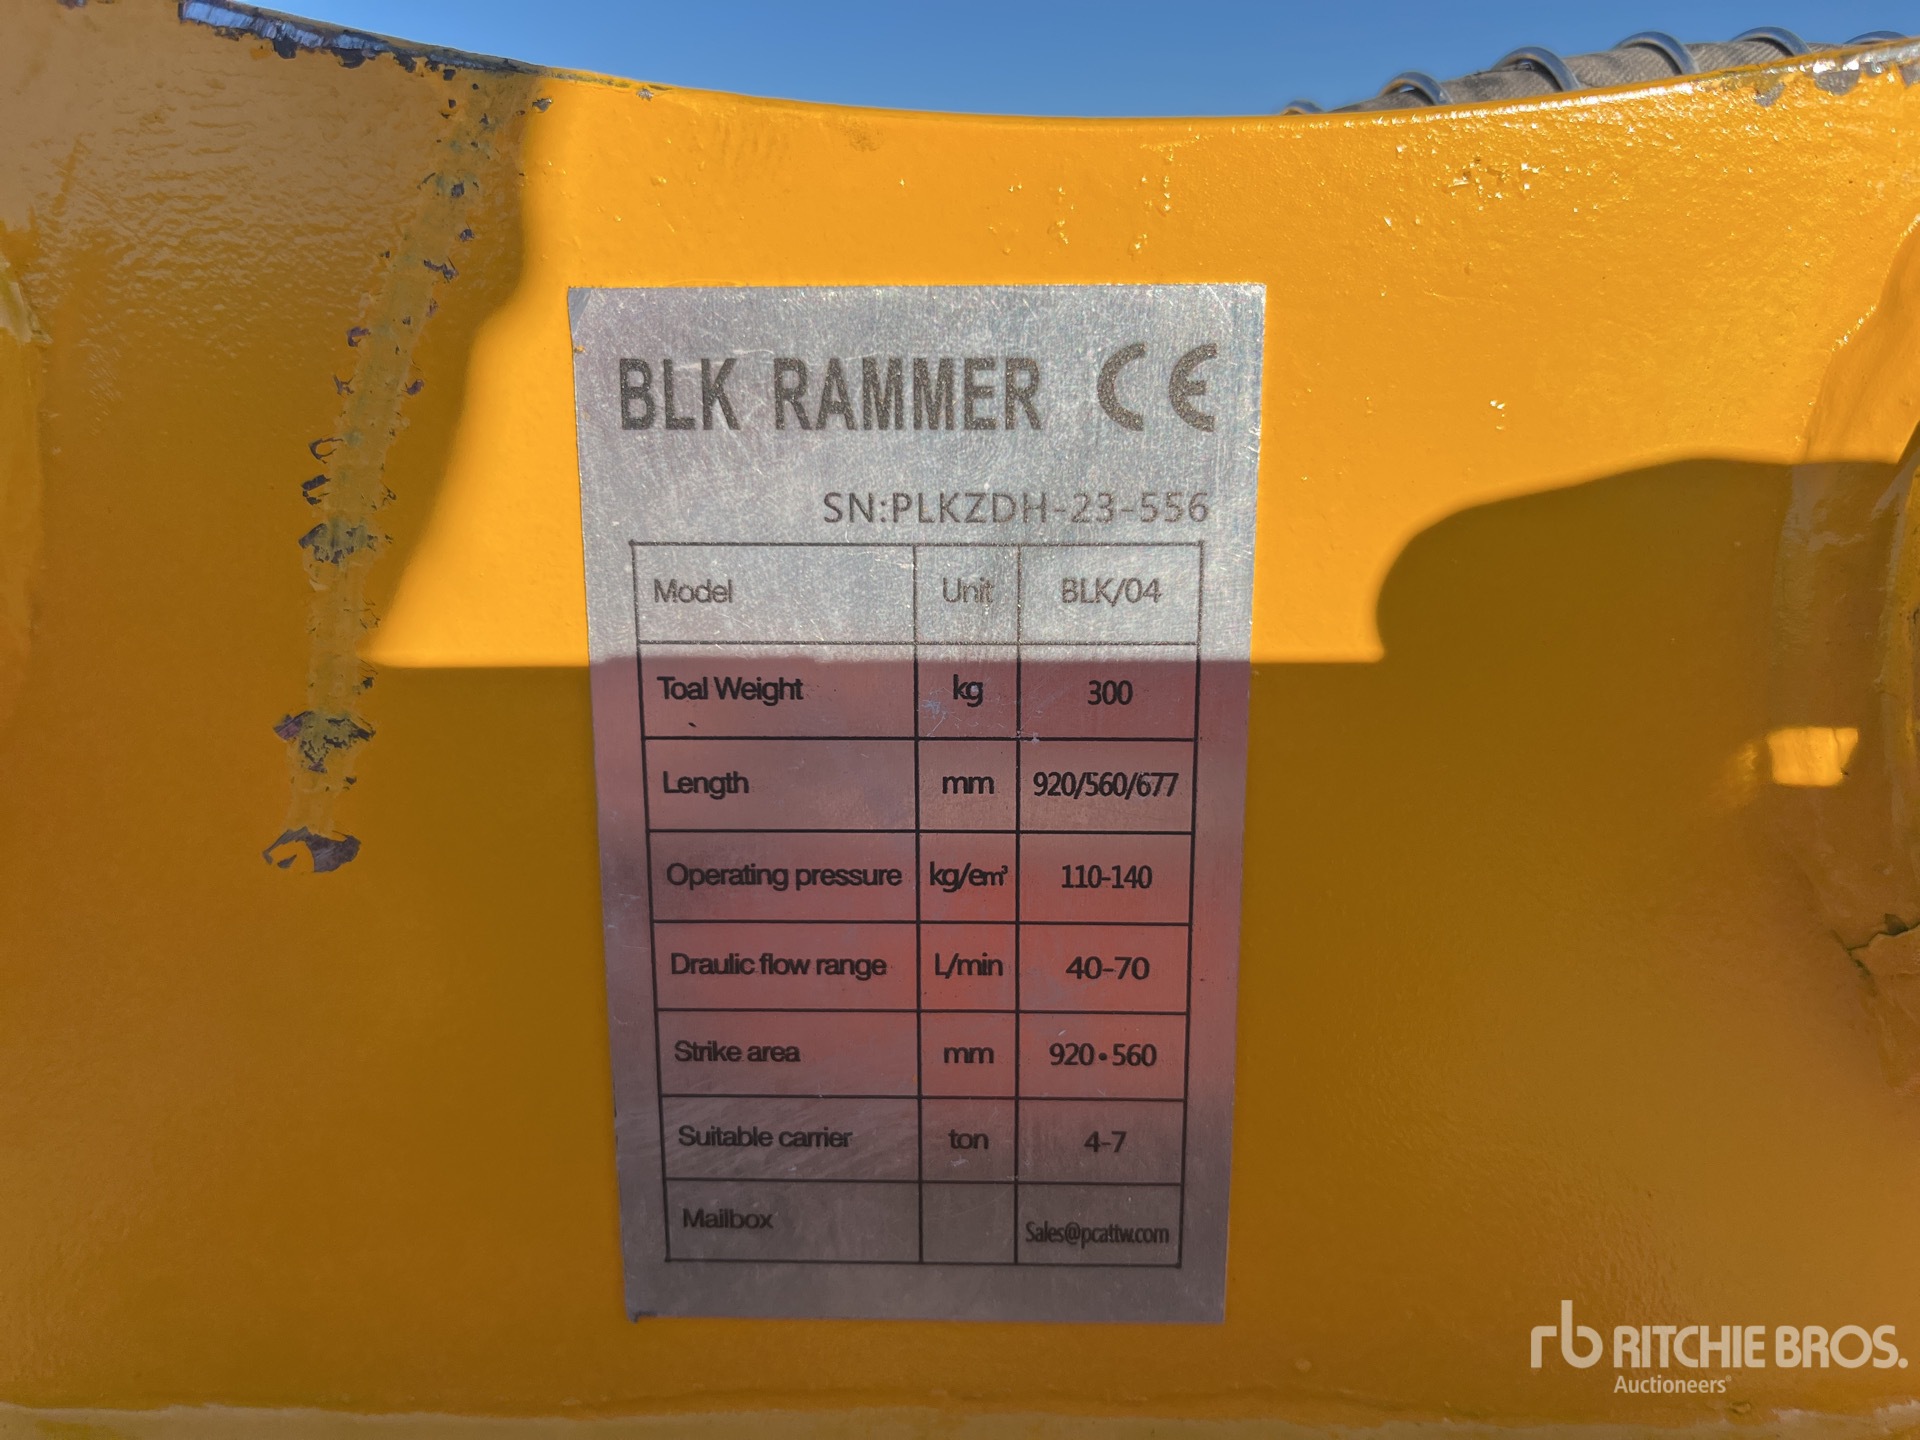 BLK RAMMER CE
SN:PLKZDH-23-556
Model Unit BLK/04
Toal Weight kg 300
Length mm 920/560/677
Operating pressure kg/em³ 110-140
Draulic flow range L/min 40-70
Strike area mm 920•560
Suitable carrier ton 4-7
Mailbox Sales@pcattw.com
rb RITCHIE BROS.
Auctioneers®